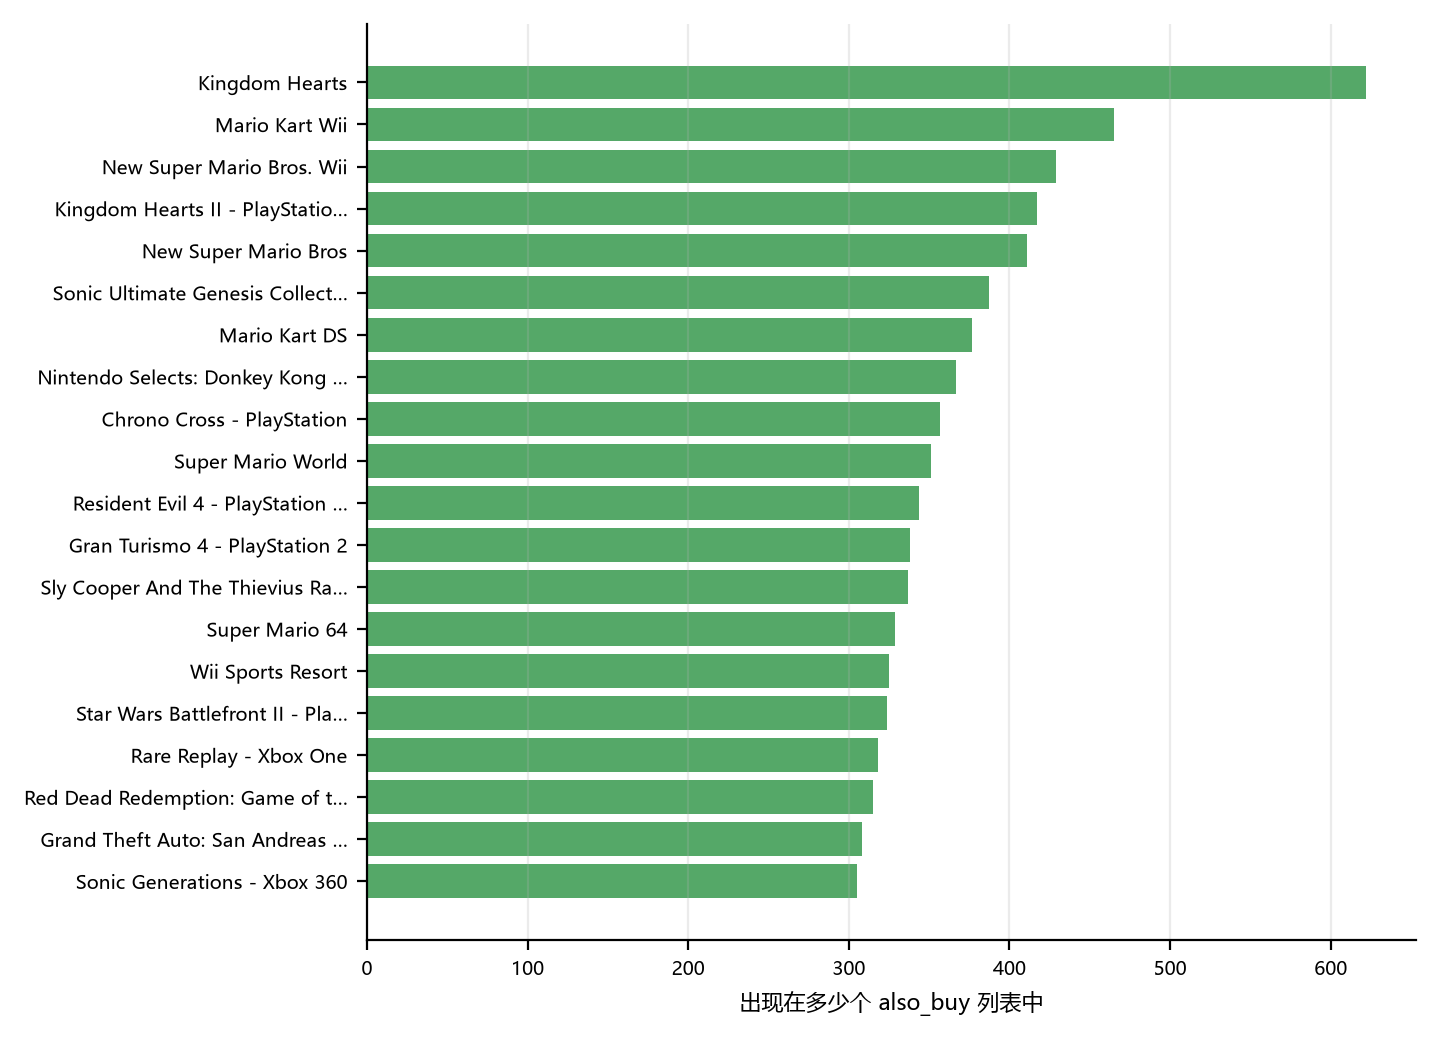 Kingdom Hearts
Mario Kart Wii
New Super Mario Bros. Wii
Kingdom Hearts II - PlayStatio...
New Super Mario Bros
Sonic Ultimate Genesis Collect...
Mario Kart DS
Nintendo Selects: Donkey Kong ...
Chrono Cross - PlayStation
Super Mario World
Resident Evil 4 - PlayStation ...
Gran Turismo 4 - PlayStation 2
Sly Cooper And The Thievius Ra...
Super Mario 64
Wii Sports Resort
Star Wars Battlefront II - Pla...
Rare Replay - Xbox One
Red Dead Redemption: Game of t...
Grand Theft Auto: San Andreas ...
Sonic Generations - Xbox 360
0 100 200 300 400 500 600
出现在多少个 also_buy 列表中